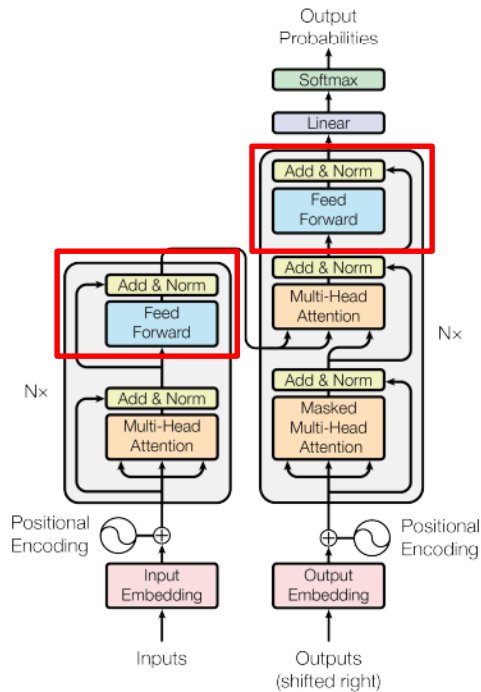 Output
Probabilities
Softmax
Linear
Add & Norm
Feed
Forward
Add & Norm
Multi-Head
Attention
Add & Norm
Masked
Multi-Head
Attention
Nx
Add & Norm
Feed
Forward
Add & Norm
Multi-Head
Attention
Nx
Positional
Encoding
Positional
Encoding
Input
Embedding
Output
Embedding
Inputs
Outputs
(shifted right)